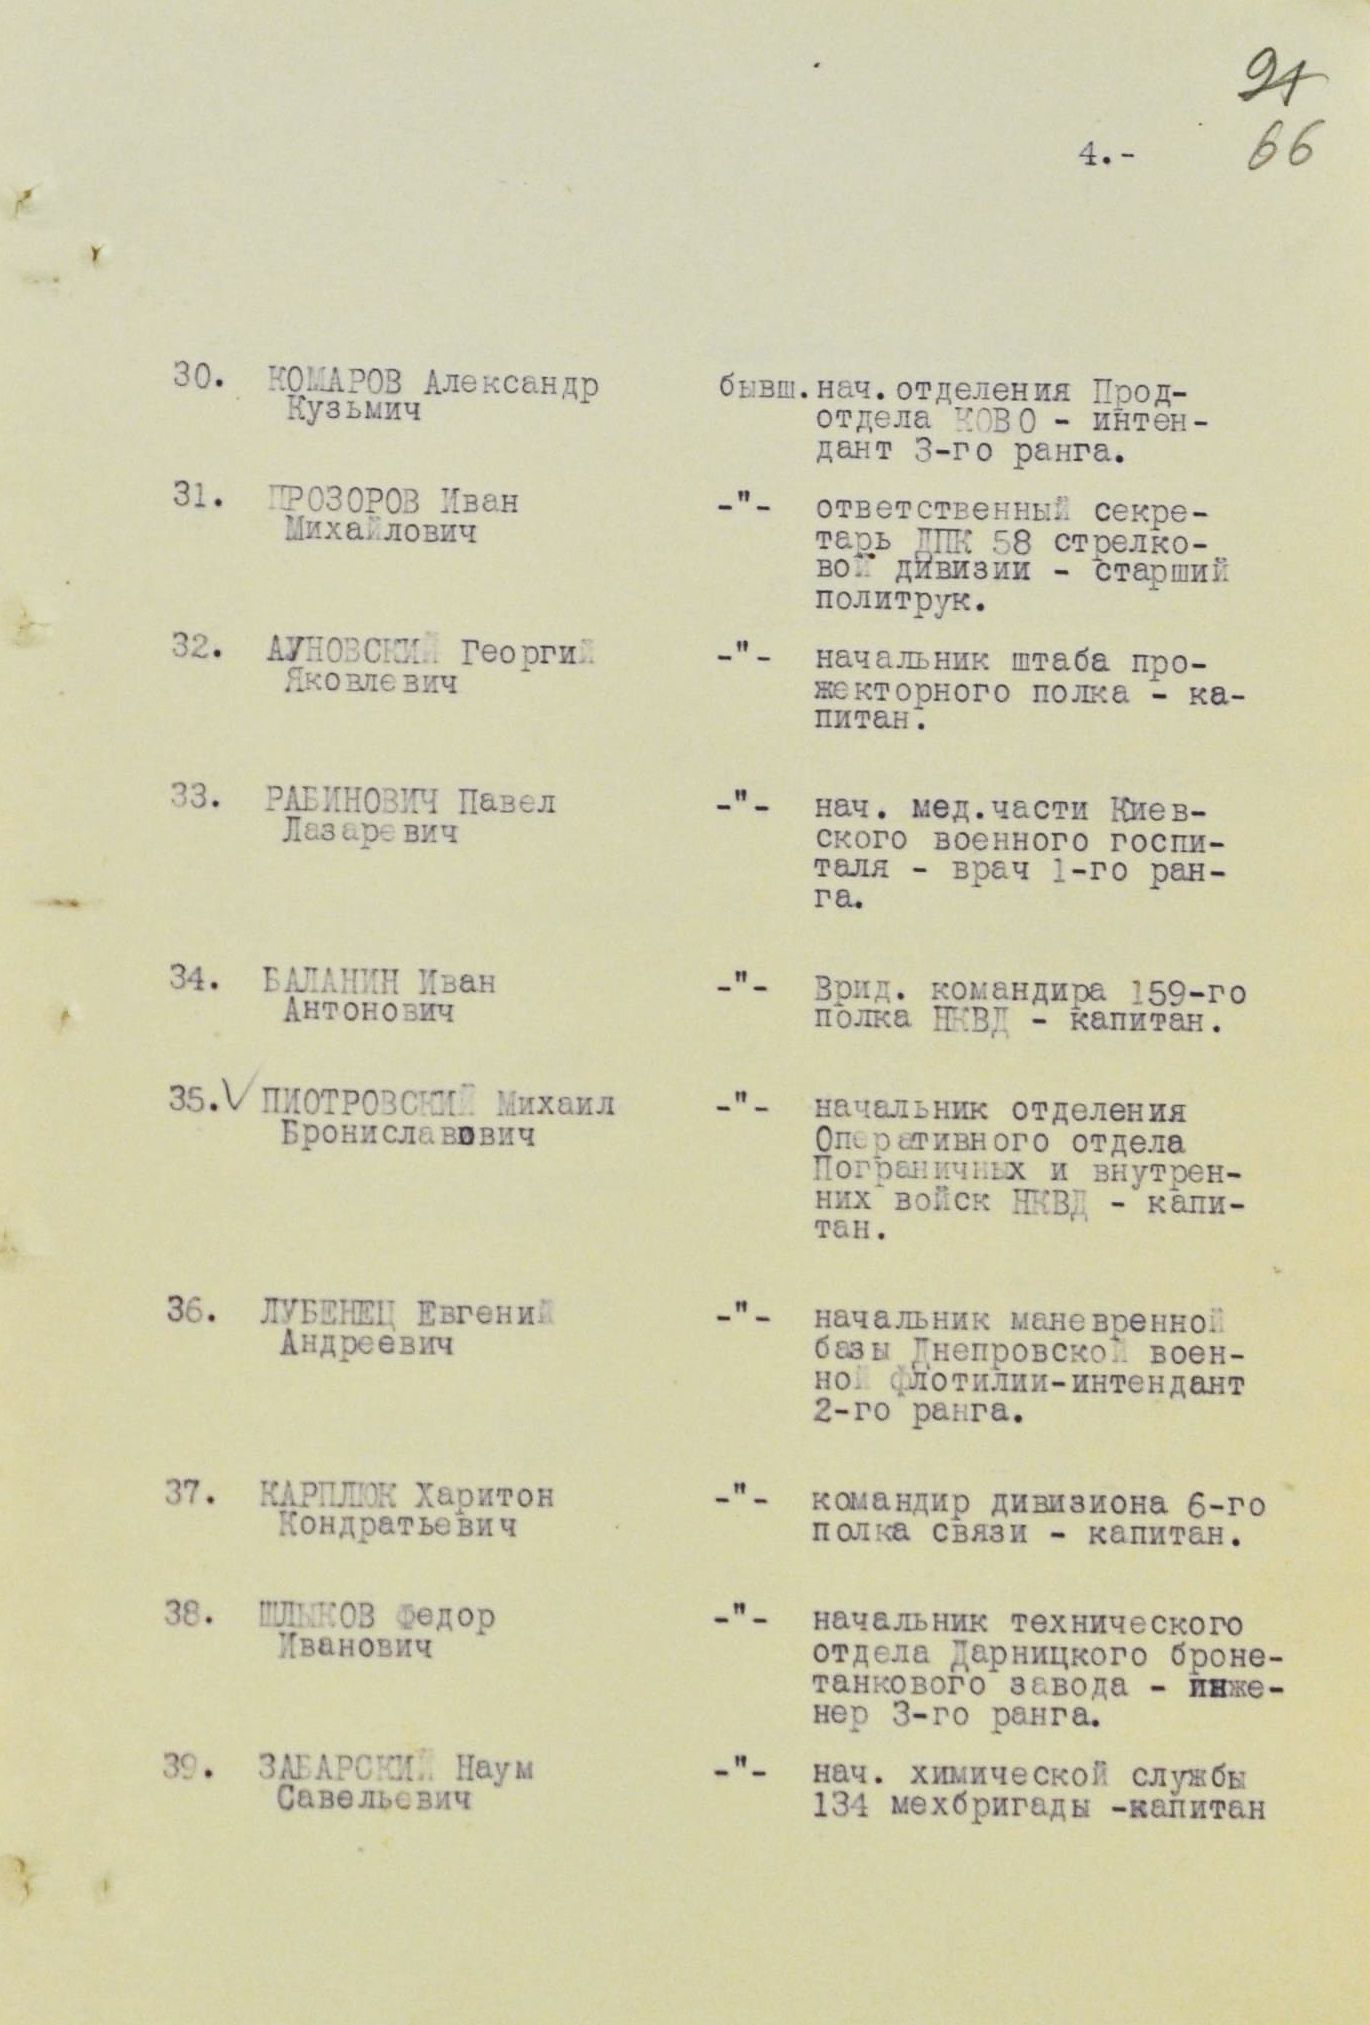 21
4.-
66
30. КОМАРОВ Александр
Кузьмич
бывш.нач.отделения Прод-
отдела КОВО - интен-
дант 3-го ранга.
31. ПРОЗОРОВ Иван
Михайлович
-"- ответственный секре-
тарь ДПК 58 стрелко-
вой дивизии - старший
политрук.
32. АУНОВСКИЙ Георгий
Яковлевич
-"- начальник штаба про-
жекторного полка - ка-
питан.
33. РАБИНОВИЧ Павел
Лазаревич
-"- нач. мед.части Киев-
ского военного госпи-
таля - врач 1-го ран-
га.
34. БАЛАНИН Иван
Антонович
-"- Врид. командира 159-го
полка НКВД - капитан.
35.V ПИОТРОВСКИЙ Михаил
Брониславович
-"- начальник отделения
Оперативного отдела
Пограничных и внутрен-
них войск НКВД - капи-
тан.
36. ЛУБЕНЕЦ Евгений
Андреевич
-"- начальник маневренной
базы Днепровской воен-
ной флотилии-интендант
2-го ранга.
37. КАРПЛЮК Харитон
Кондратьевич
-"- командир дивизиона 6-го
полка связи - капитан.
38. ШЛЫКОВ Федор
Иванович
-"- начальник технического
отдела Дарницкого броне-
танкового завода - инже-
нер 3-го ранга.
39. ЗАБАРСКИЙ Наум
Савельевич
-"- нач. химической службы
134 мехбригады -капитан